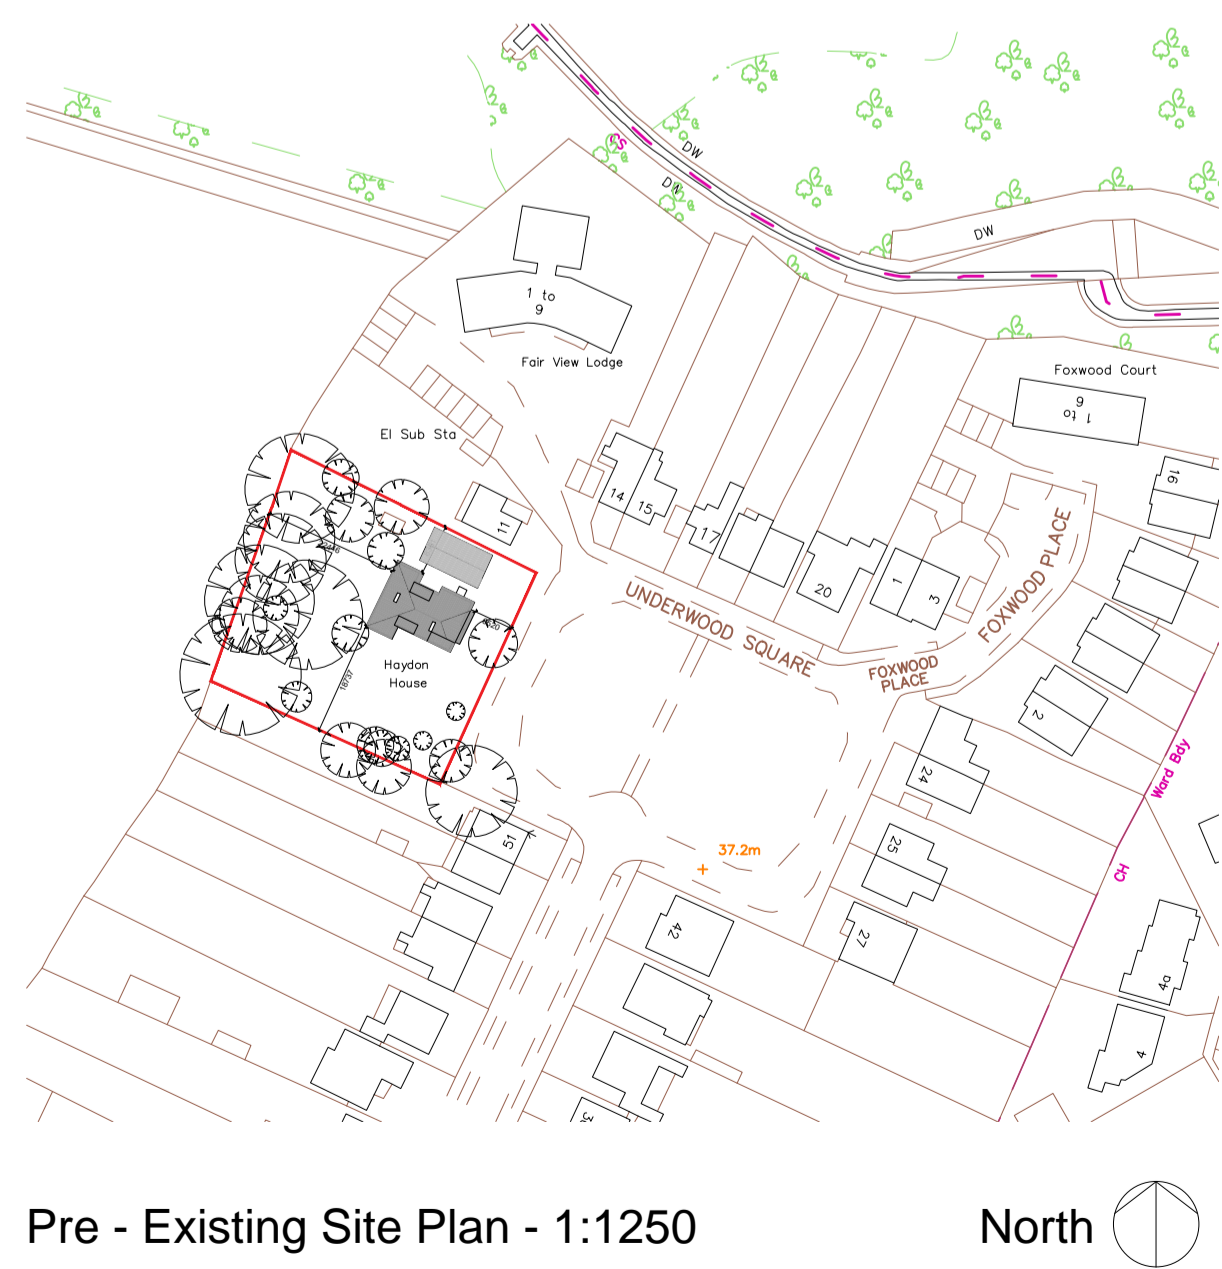 CS
DW
DW
DW
1 to
9
Fair View Lodge
Foxwood Court
1 to
9
El Sub Sta
16
14
15
17
11
20
1
3
FOXWOOD PLACE
UNDERWOOD SQUARE
FOXWOOD
PLACE
Haydon
House
18737
2
Ward Bdy
24
51
25
37.2m
CH
42
27
4a
4
Pre - Existing Site Plan - 1:1250
North